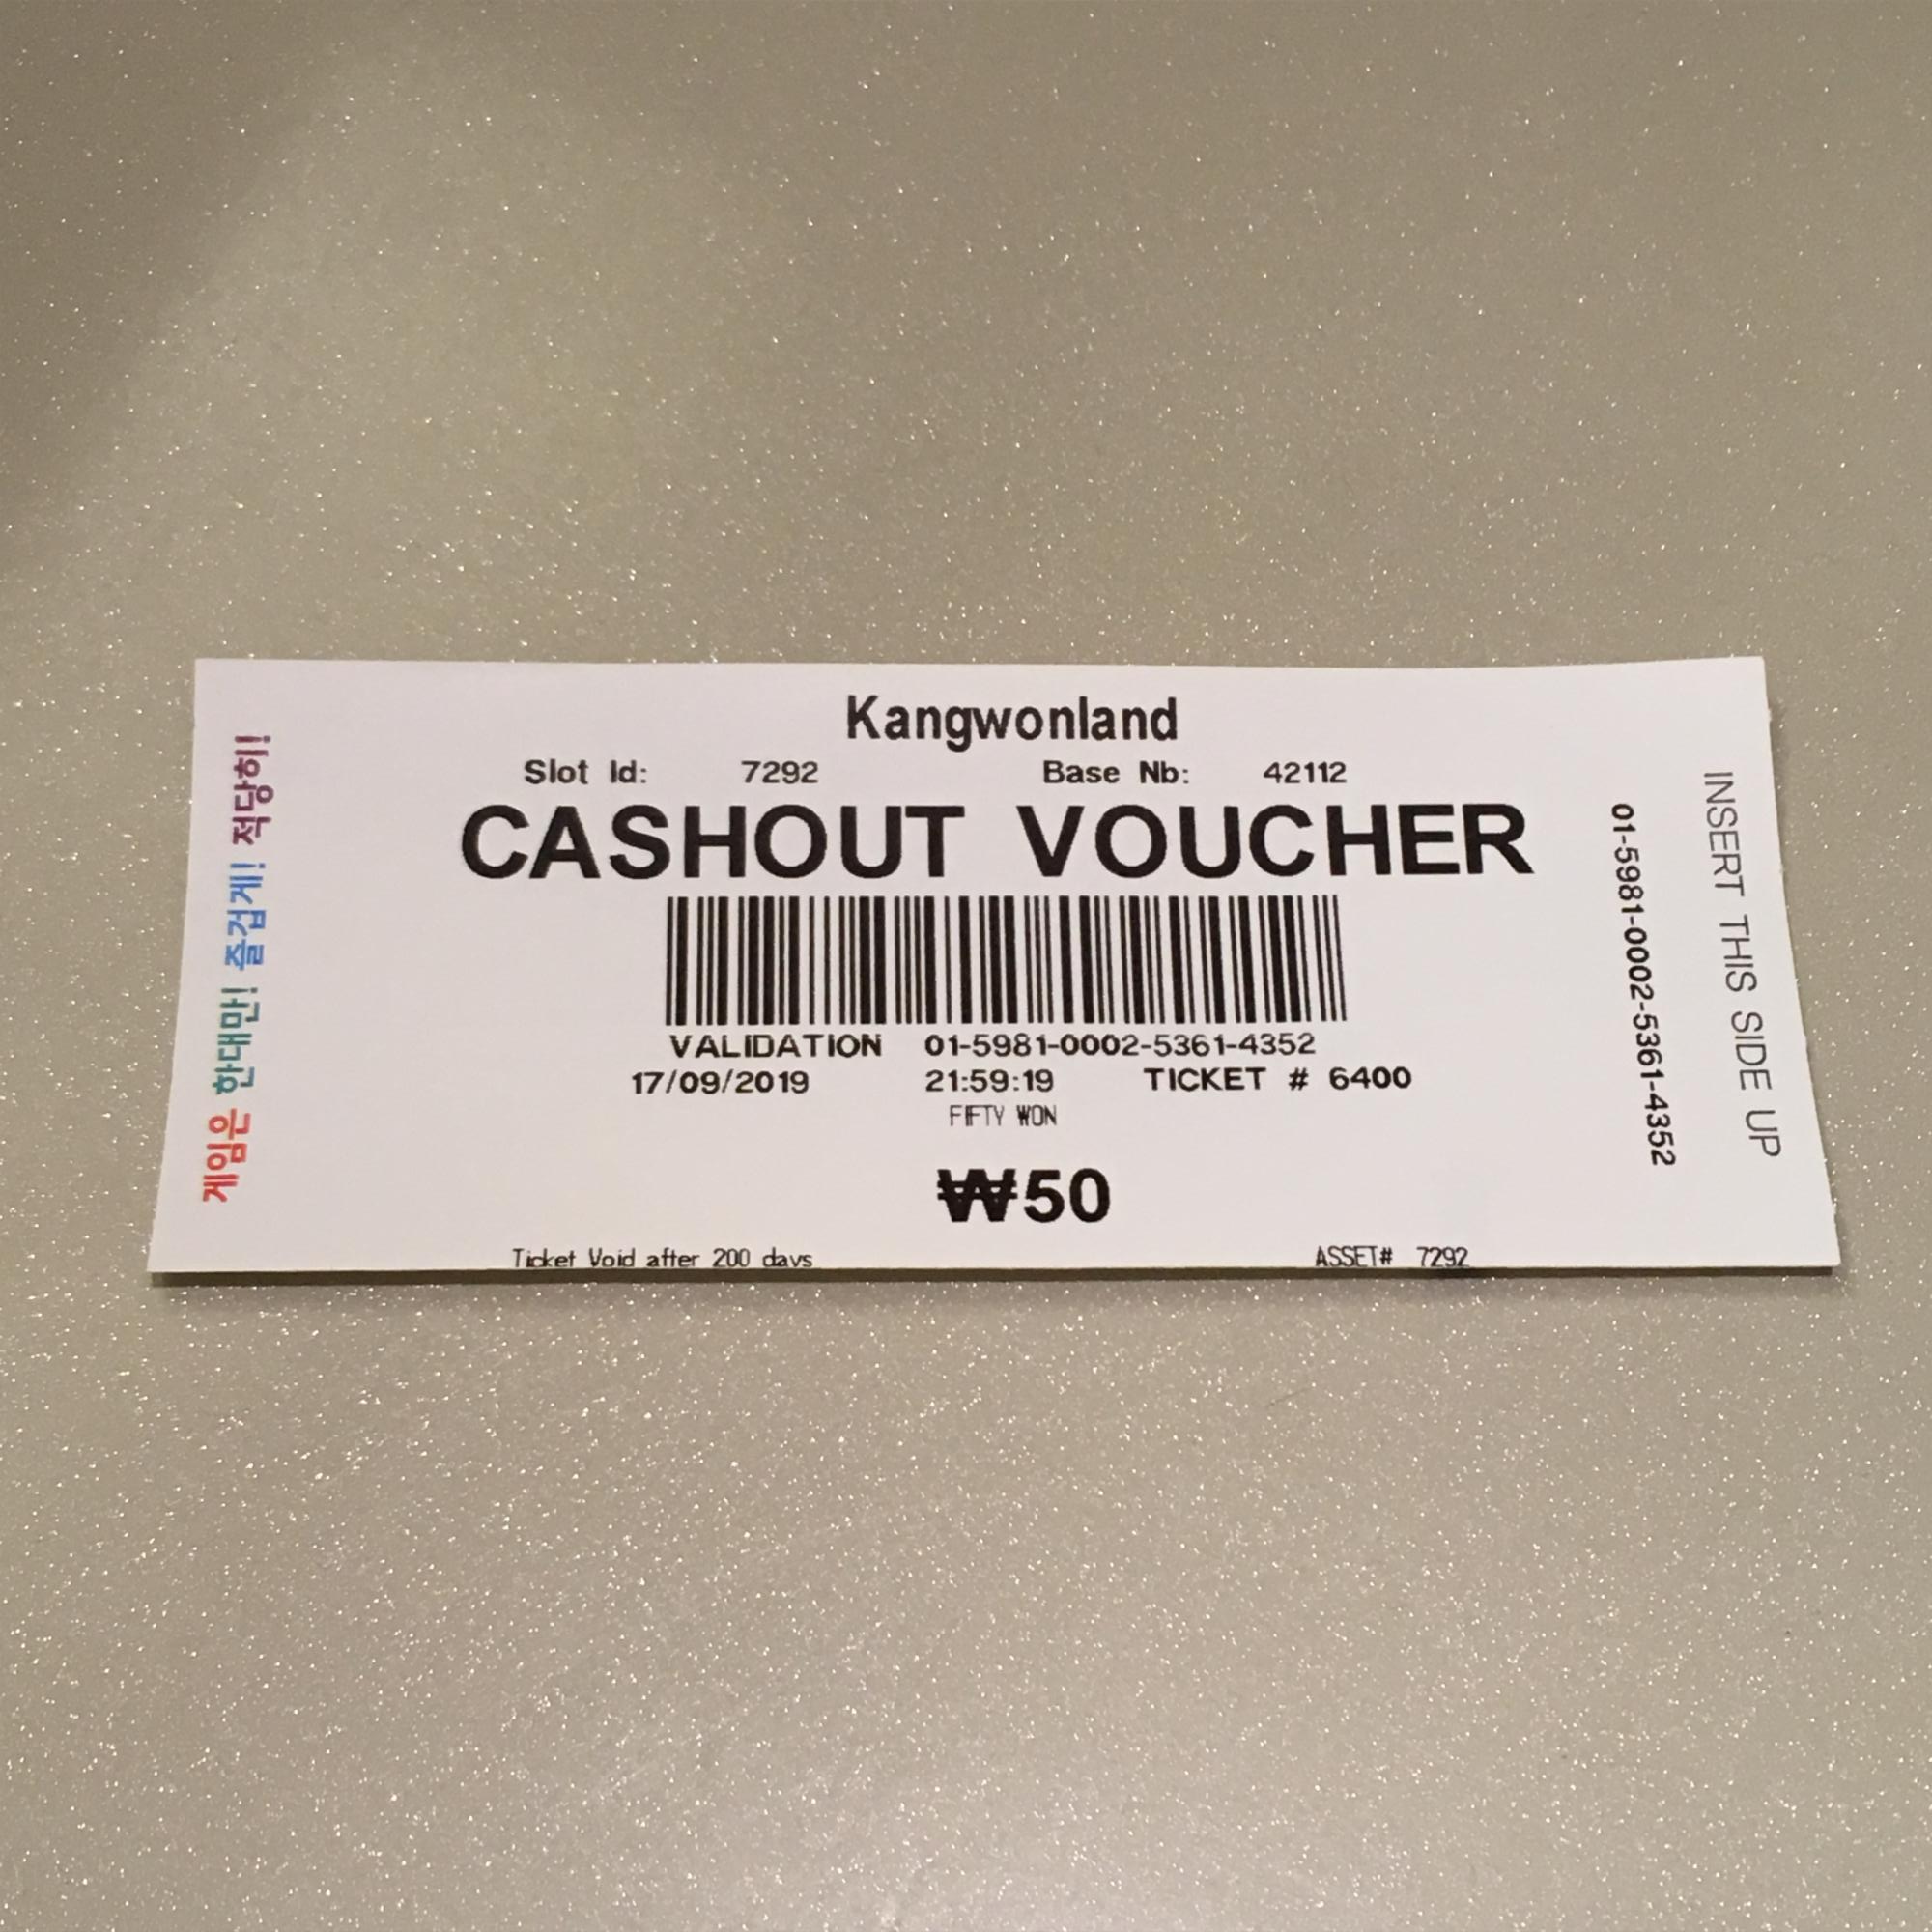 Kangwonland
Slot Id: 7292 Base Nb: 42112
CASHOUT VOUCHER
VALIDATION 01-5981-0002-5361-4352
17/09/2019 21:59:19 TICKET # 6400
FIFTY WON
₩50
Ticket Void after 200 days ASSET# 7292
게임은 한대만! 즐겁게! 적당히!
01-5981-0002-5361-4352
INSERT THIS SIDE UP